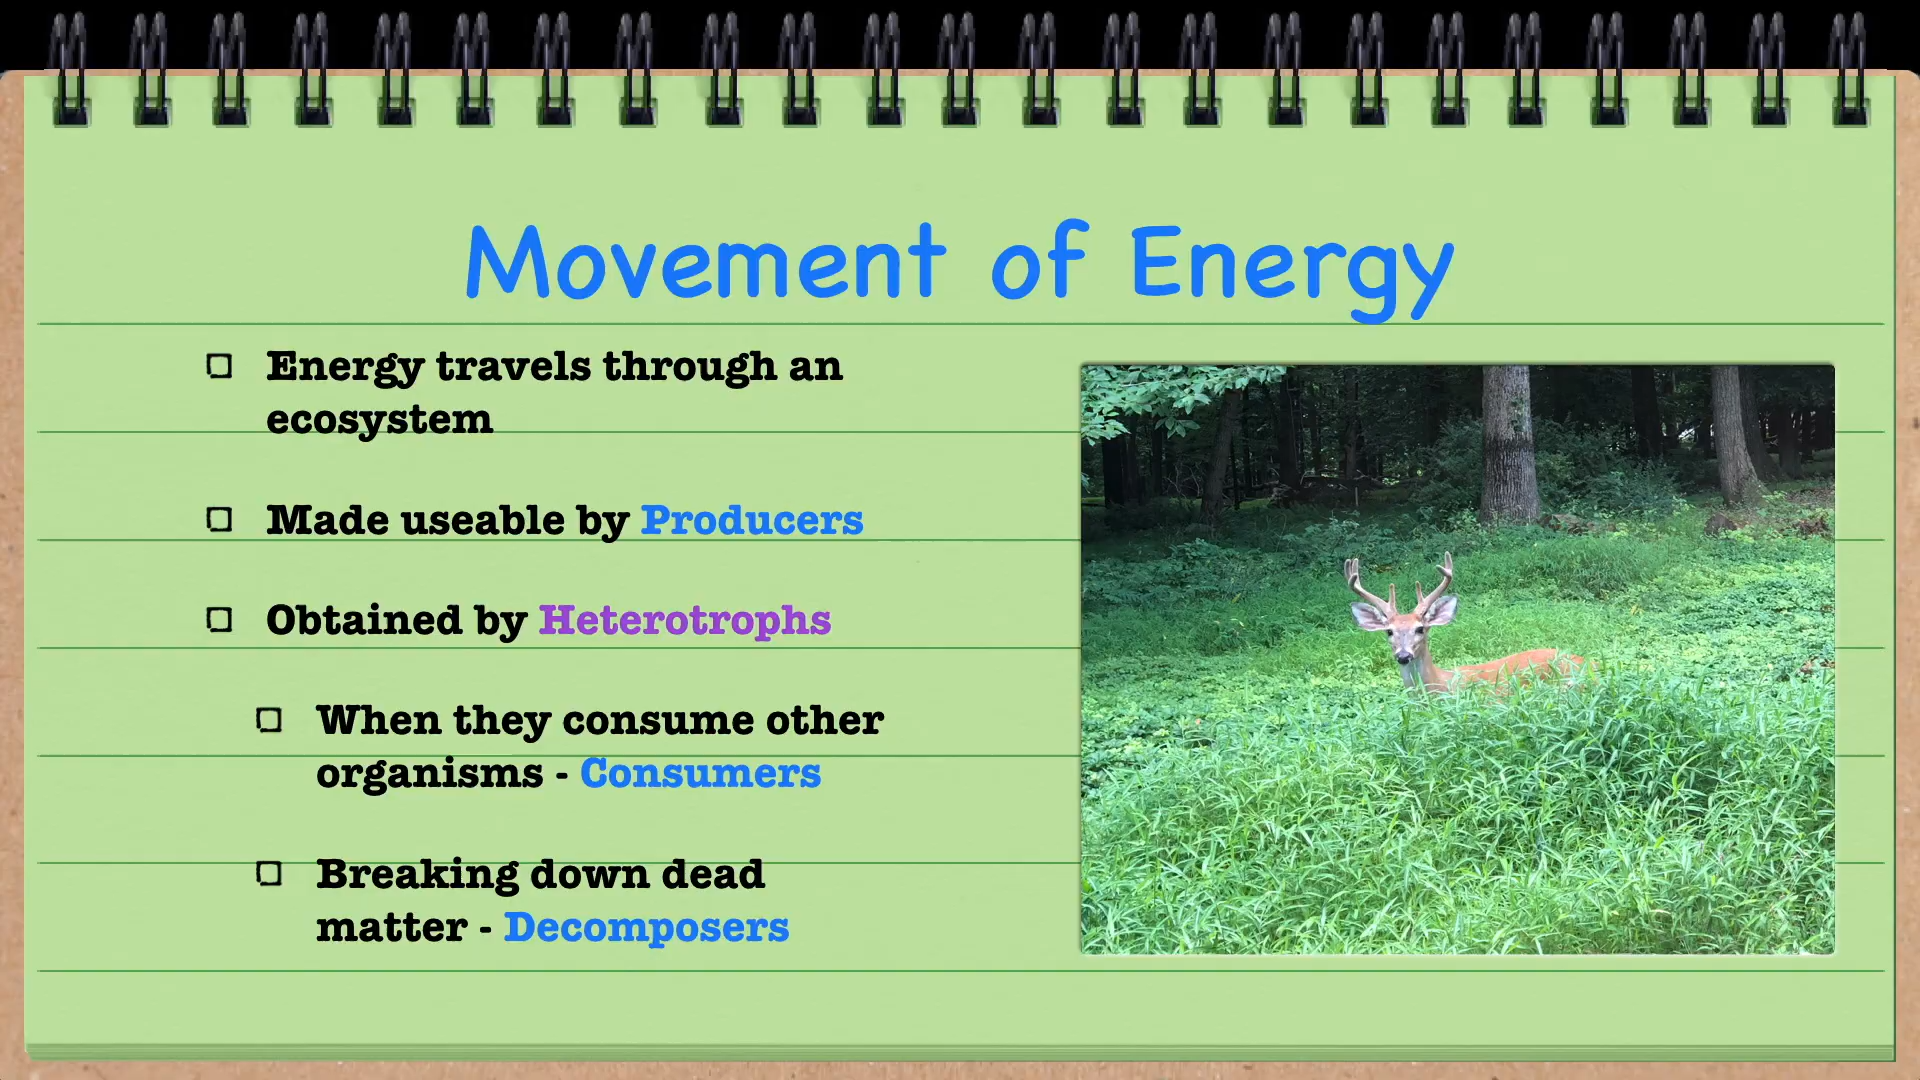 Movement of Energy
Energy travels through an
ecosystem
Made useable by Producers
Obtained by Heterotrophs
When they consume other
organisms - Consumers
Breaking down dead
matter - Decomposers